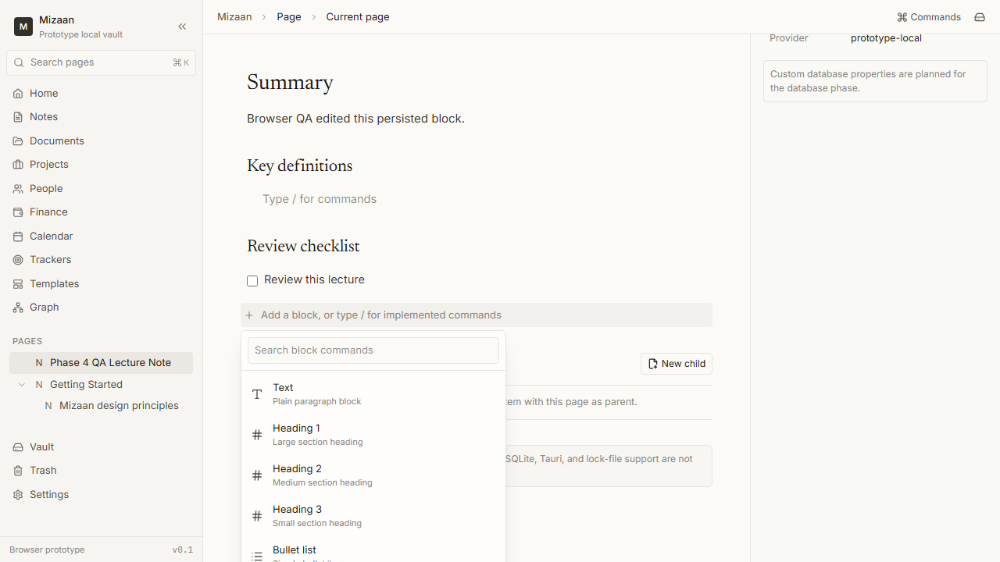 M
Mizaan
Prototype local vault
Search pages
⌘ K
Home
Notes
Documents
Projects
People
Finance
Calendar
Trackers
Templates
Graph
PAGES
N Phase 4 QA Lecture Note
N Getting Started
N Mizaan design principles
Vault
Trash
Settings
Browser prototype v0.1
Mizaan > Page > Current page
⌘ Commands
Summary
Browser QA edited this persisted block.
Key definitions
Type / for commands
Review checklist
Review this lecture
+ Add a block, or type / for implemented commands
Search block commands
Text
Plain paragraph block
Heading 1
Large section heading
Heading 2
Medium section heading
Heading 3
Small section heading
Bullet list
New child
tem with this page as parent.
SQLite, Tauri, and lock-file support are not
Provider prototype-local
Custom database properties are planned for
the database phase.